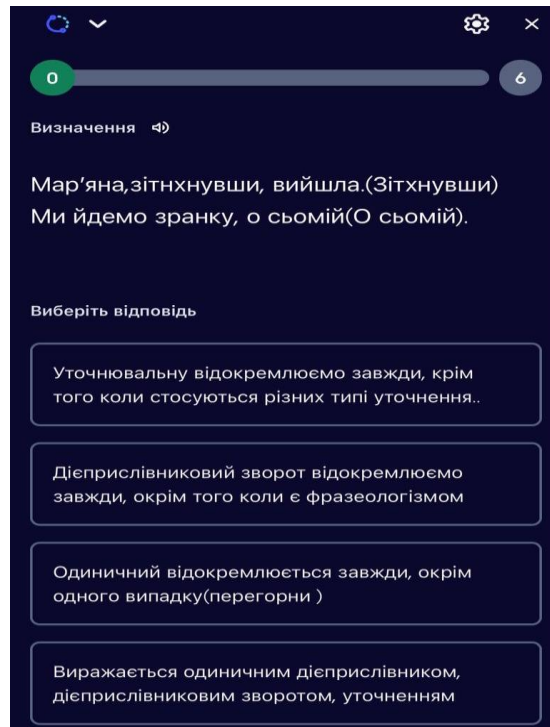 0
6
Визначення
Мар’яна,зітнхнувши, вийшла.(Зітхнувши)
Ми йдемо зранку, о сьомій(О сьомій).
Виберіть відповідь
Уточнювальну відокремлюємо завжди, крім
того коли стосуються різних типі уточнення..
Дієприслівниковий зворот відокремлюємо
завжди, окрім того коли є фразеологізмом
Одиничний відокремлюється завжди, окрім
одного випадку(перегорни )
Виражається одиничним дієприслівником,
дієприслівниковим зворотом, уточненням